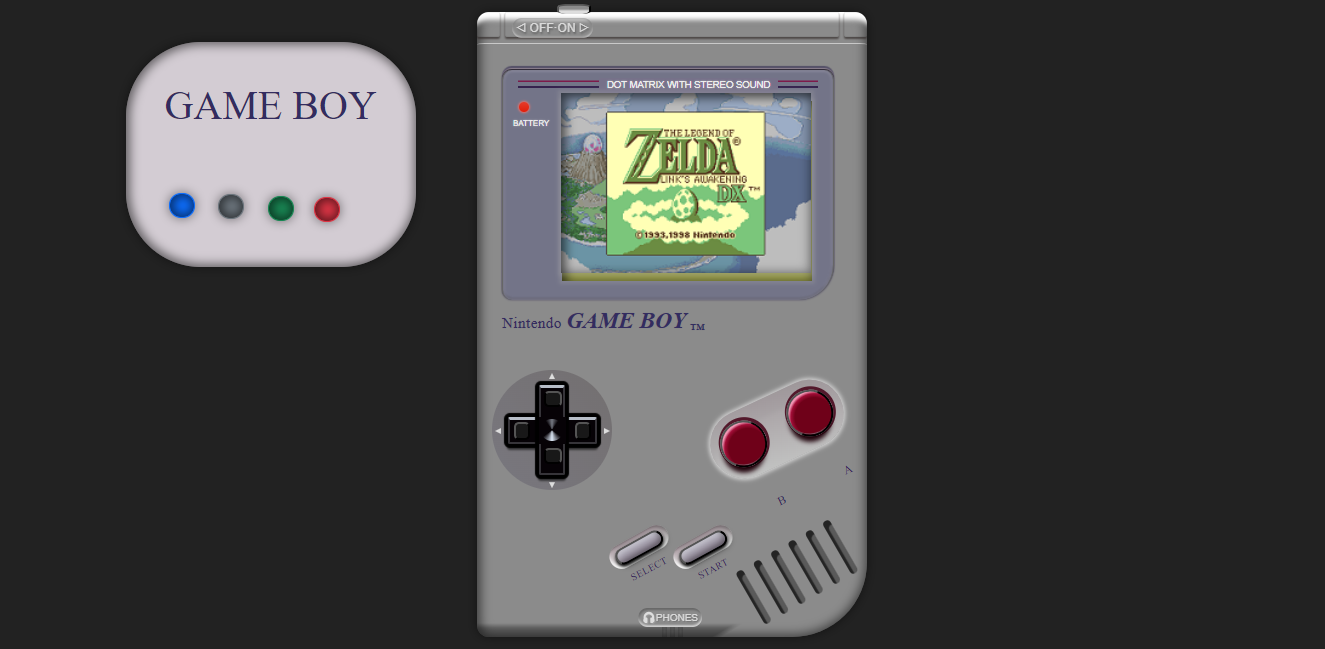 GAME BOY
◁ OFF·ON ▷
DOT MATRIX WITH STEREO SOUND
BATTERY
THE LEGEND OF
ZELDA®
LINK'S AWAKENING
DX™
©1993,1998 Nintendo
Nintendo GAME BOY TM
A
B
SELECT
START
PHONES